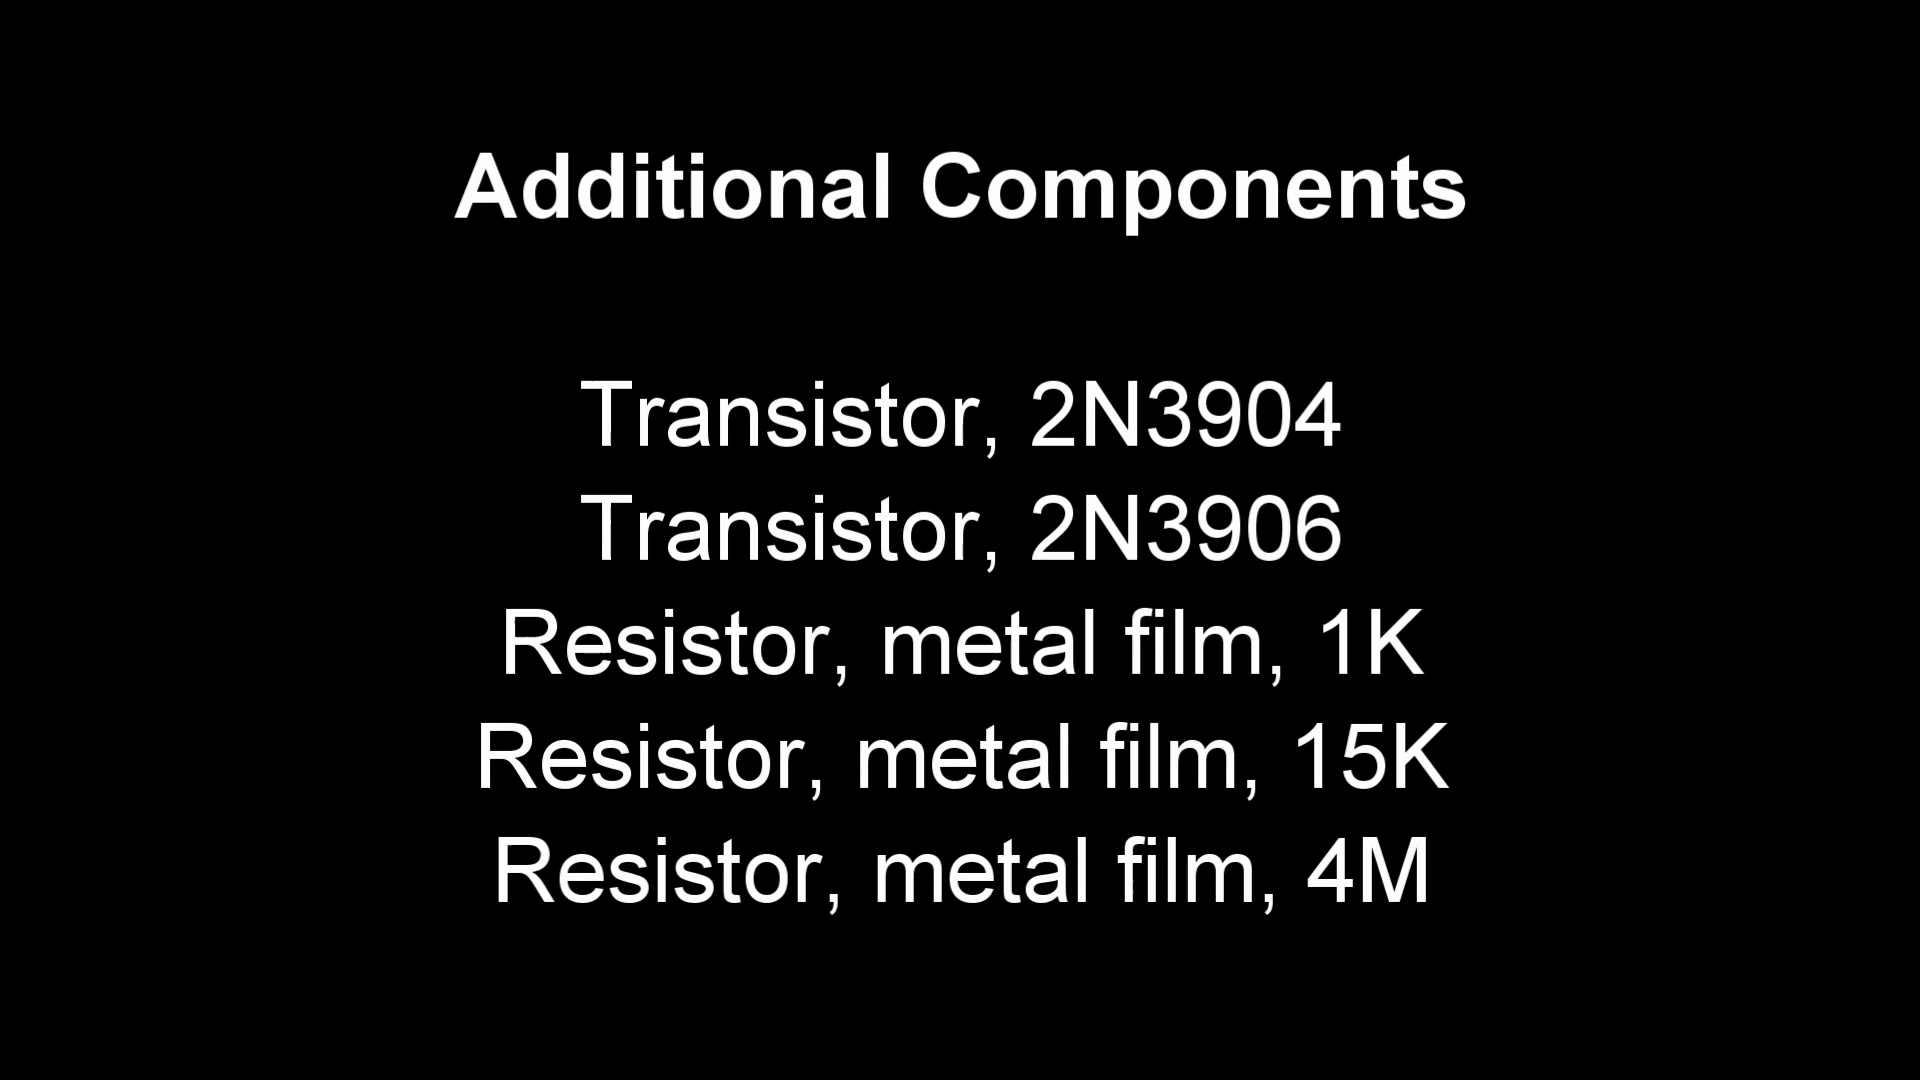 Additional Components
Transistor, 2N3904
Transistor, 2N3906
Resistor, metal film, 1K
Resistor, metal film, 15K
Resistor, metal film, 4M